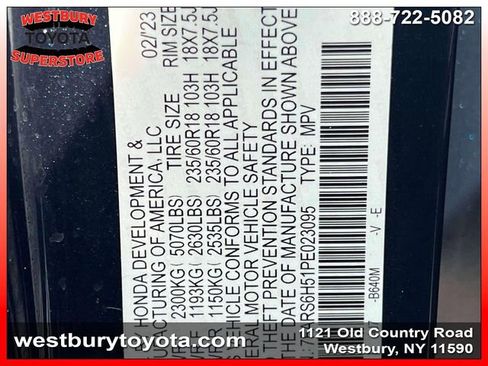 WESTBURY
TOYOTA
SUPERSTORE
888-722-5082
HONDA DEVELOPMENT &
OF AMERICA, LLC 02/'23
TIRE SIZE RIM SIZE
2300KG( 5070LBS)
1193KG( 2630LBS) 235/60R18 103H 18X7.5J
1150KG( 2535LBS) 235/60R18 103H 18X7.5J
VEHICLE CONFORMS TO ALL APPLICABLE
MOTOR VEHICLE SAFETY
PREVENTION STANDARDS IN EFFECT
DATE OF MANUFACTURE SHOWN ABOVE
RS6H51PE023095 TYPE: MPV
-B640M -V -E
westburytoyota.com
1121 Old Country Road
Westbury, NY 11590